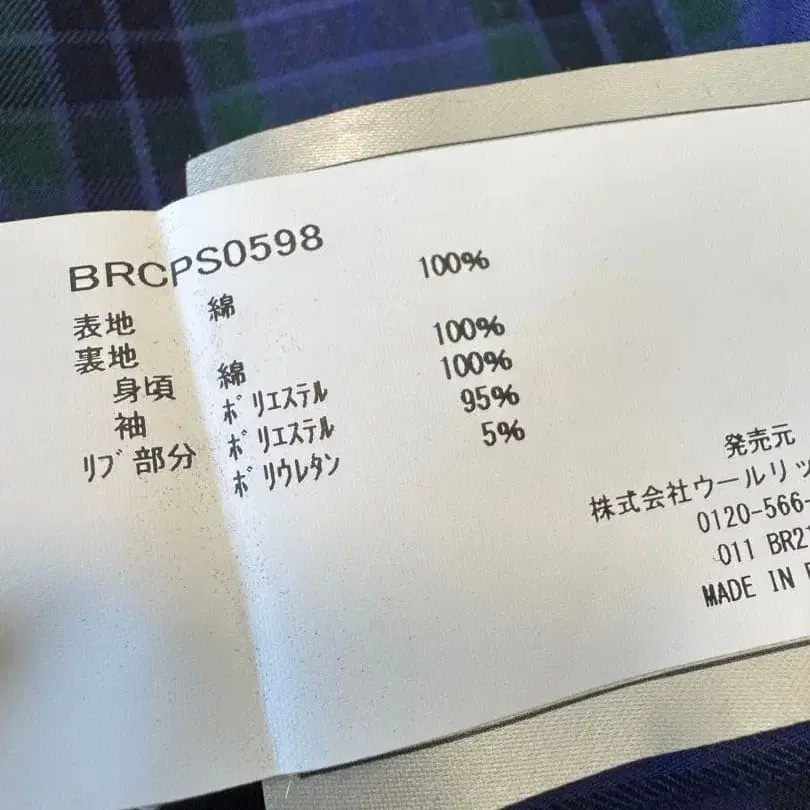 BRCPS0598
表地 綿 100%
裏地
身頃 綿 100%
袖 ポリエステル 100%
リブ部分 ポリエステル 95%
ポリウレタン 5%
発売元
株式会社ウールリッ
0120-566-
011 BR2
MADE IN